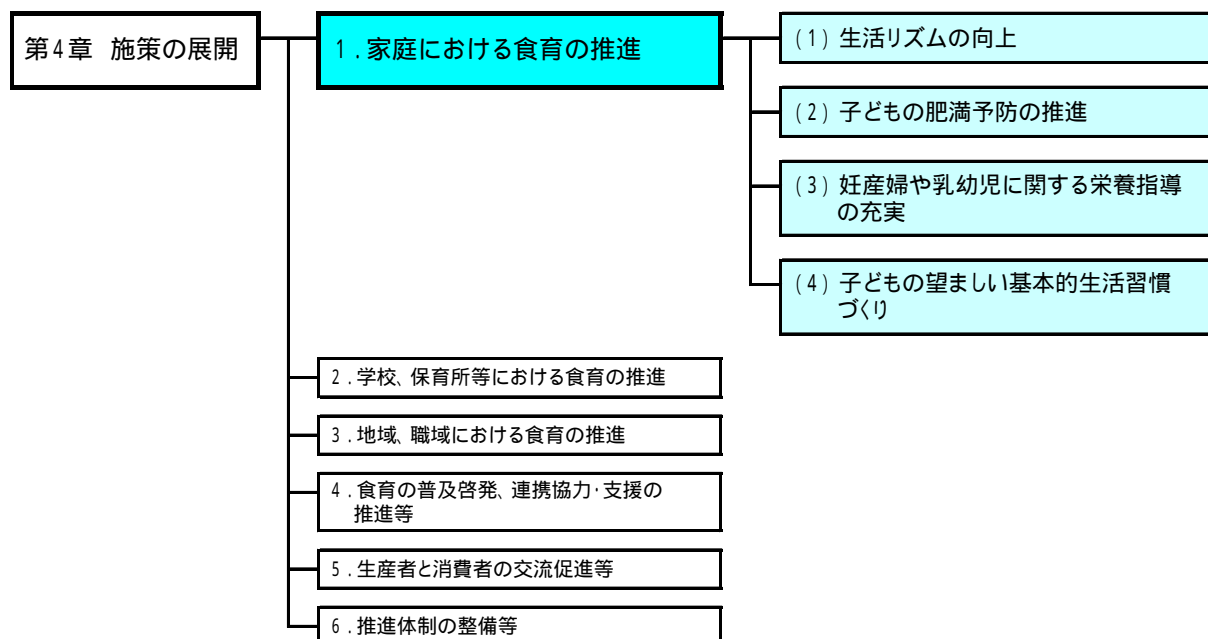 第4章 施策の展開
1.家庭における食育の推進
(1) 生活リズムの向上
(2) 子どもの肥満予防の推進
(3) 妊産婦や乳幼児に関する栄養指導
の充実
(4) 子どもの望ましい基本的生活習慣
づくり
2.学校、保育所等における食育の推進
3.地域、職域における食育の推進
4.食育の普及啓発、連携協力・支援の
推進等
5.生産者と消費者の交流促進等
6.推進体制の整備等